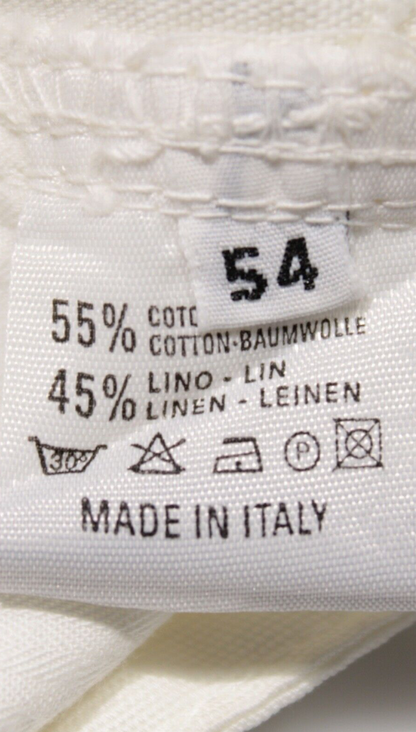 54
55% COTO
COTTON-BAUMWOLLE
45% LINO - LIN
LINEN - LEINEN
30°
P
MADE IN ITALY